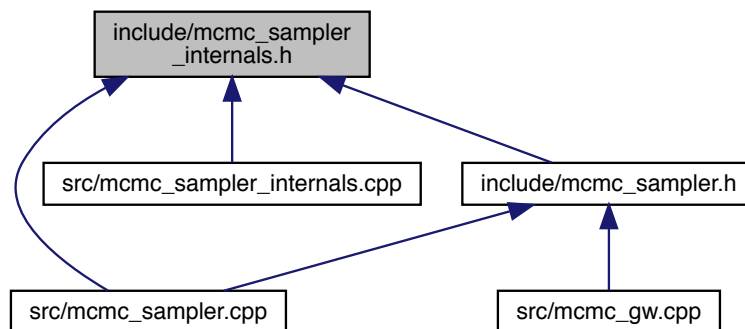 include/mcmc_sampler
_internals.h
src/mcmc_sampler_internals.cpp
include/mcmc_sampler.h
src/mcmc_sampler.cpp
src/mcmc_gw.cpp